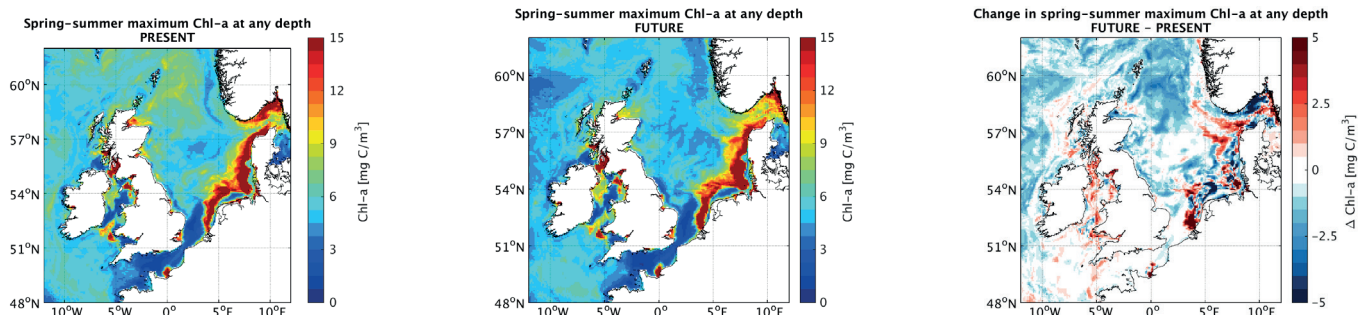 Spring-summer maximum Chl-a at any depth
PRESENT
60°N
57°N
54°N
51°N
48°N
10°W
5°W
0°
5°E
10°E
15
12
9
6
3
0
Chl-a [mg C/m³]
Spring-summer maximum Chl-a at any depth
FUTURE
60°N
57°N
54°N
51°N
48°N
10°W
5°W
0°
5°E
10°E
15
12
9
6
3
0
Chl-a [mg C/m³]
Change in spring-summer maximum Chl-a at any depth
FUTURE - PRESENT
60°N
57°N
54°N
51°N
48°N
10°W
5°W
0°
5°E
10°E
5
2.5
0
-2.5
-5
Δ Chl-a [mg C/m³]